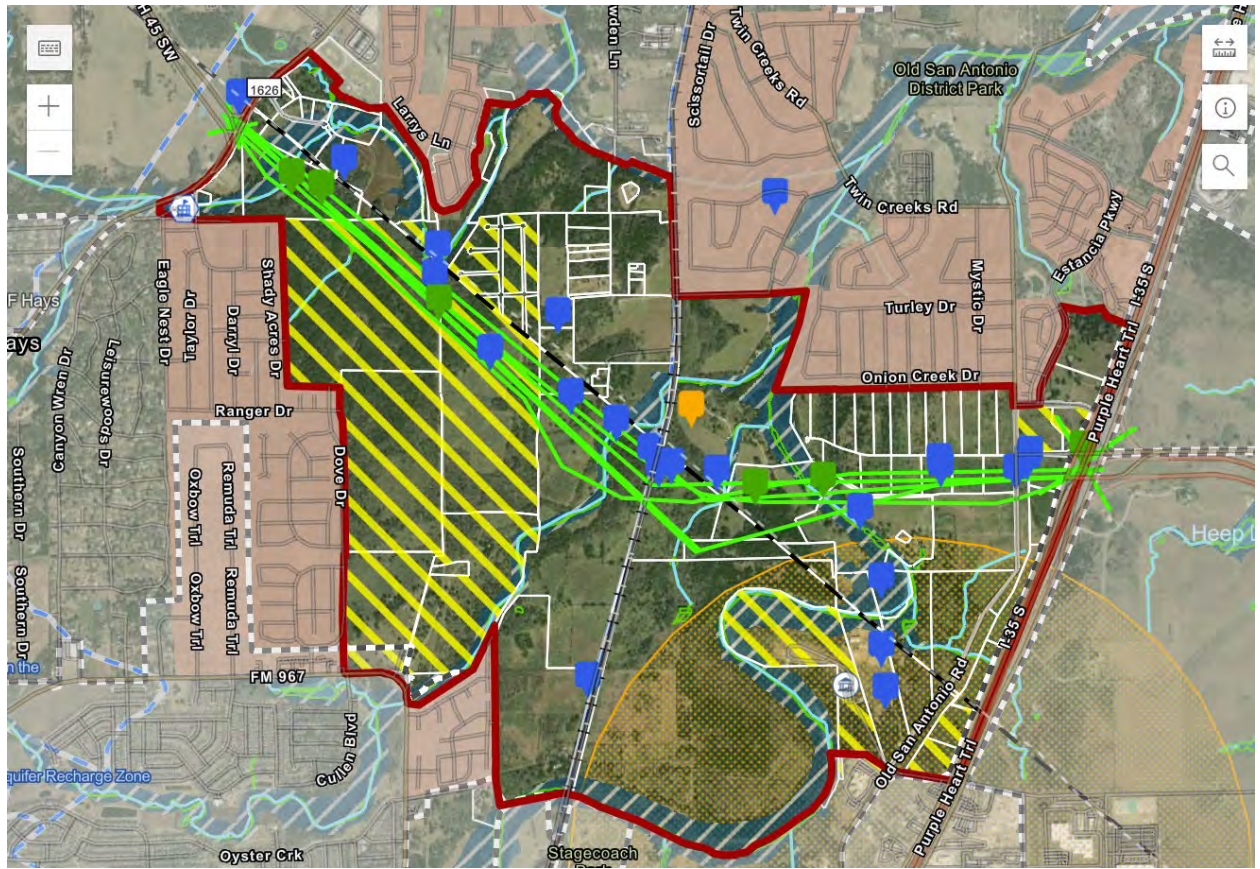 H 45 SW
1626
Larrys Ln
wden Ln
Scissortail Dr
Twin Creeks Rd
Old San Antonio
District Park
Twin Creeks Rd
Estancia Pkwy
I-35 S
Purple Heart Trl
Mystic Dr
Turley Dr
Onion Creek Dr
F Hays
ays
Eagle Nest Dr
Taylor Dr
Darryl Dr
Shady Acres Dr
Canyon Wren Dr
Leisurewoods Dr
Ranger Dr
Dove Dr
Southern Dr
Oxbow Trl
Remuda Trl
Southern Dr
Oxbow Trl
Remuda Trl
n the
FM 967
Cullen Blvd
quifer Recharge Zone
Oyster Crk
Stagecoach
Heep L
I-35 S
Old San Antonio Rd
Purple Heart Trl